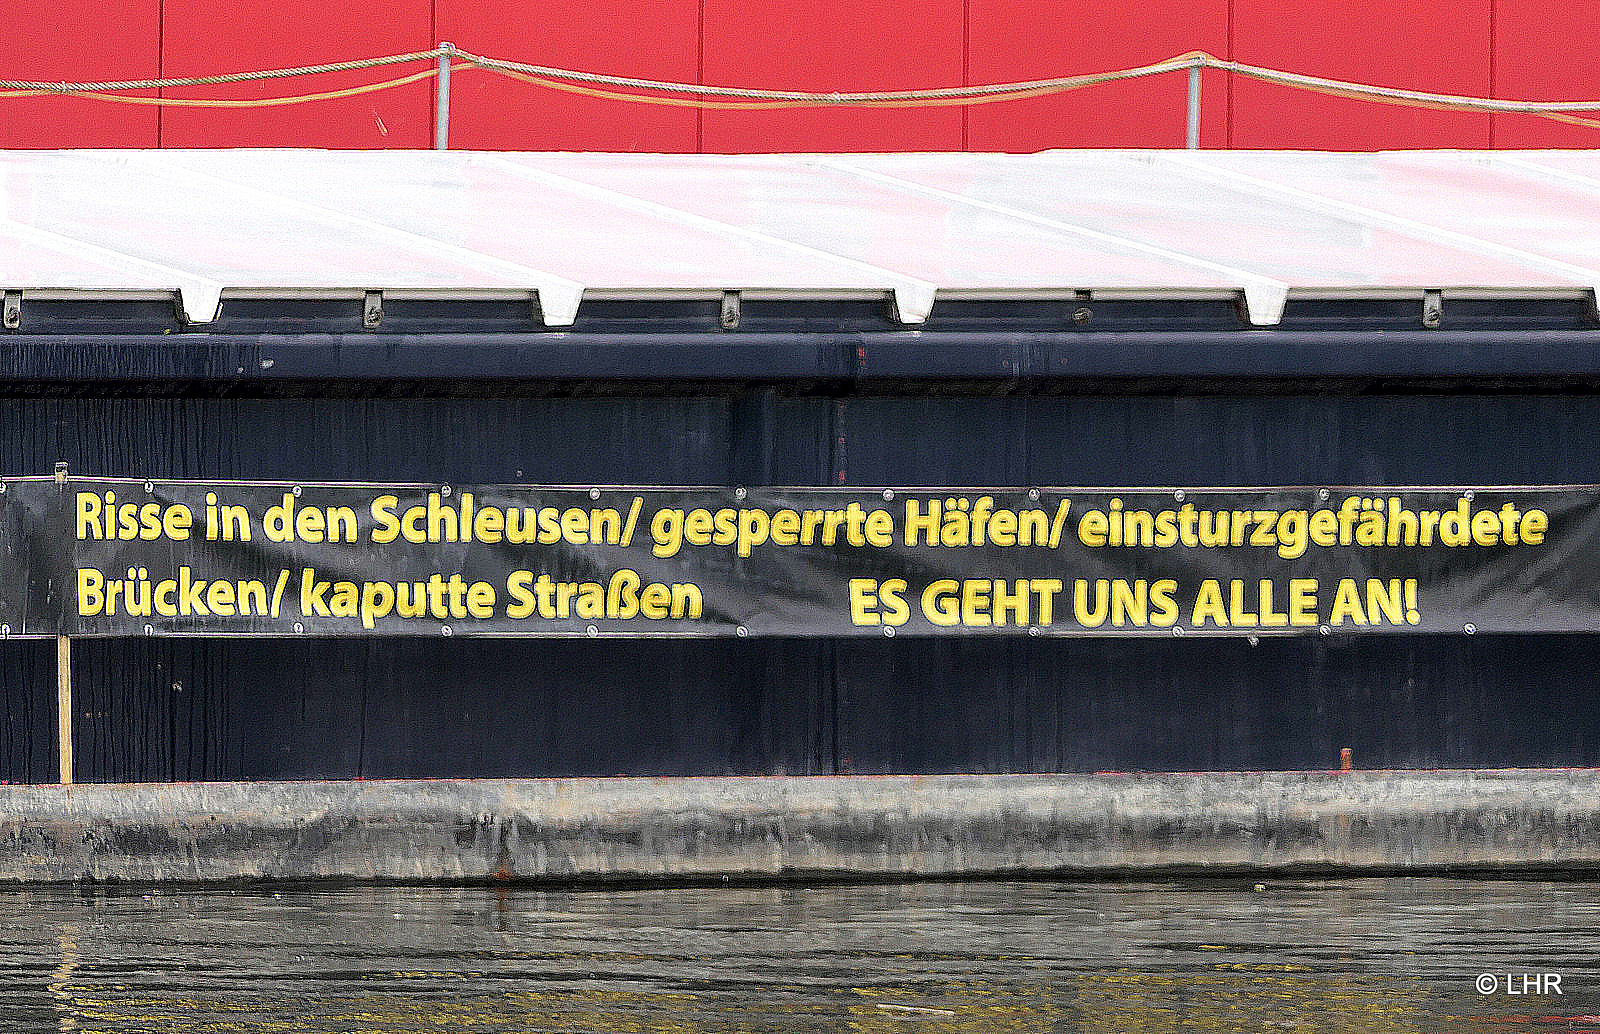 Risse in den Schleusen/ gesperrte Häfen/ einsturzgefährdete
Brücken/ kaputte Straßen ES GEHT UNS ALLE AN!
© LHR